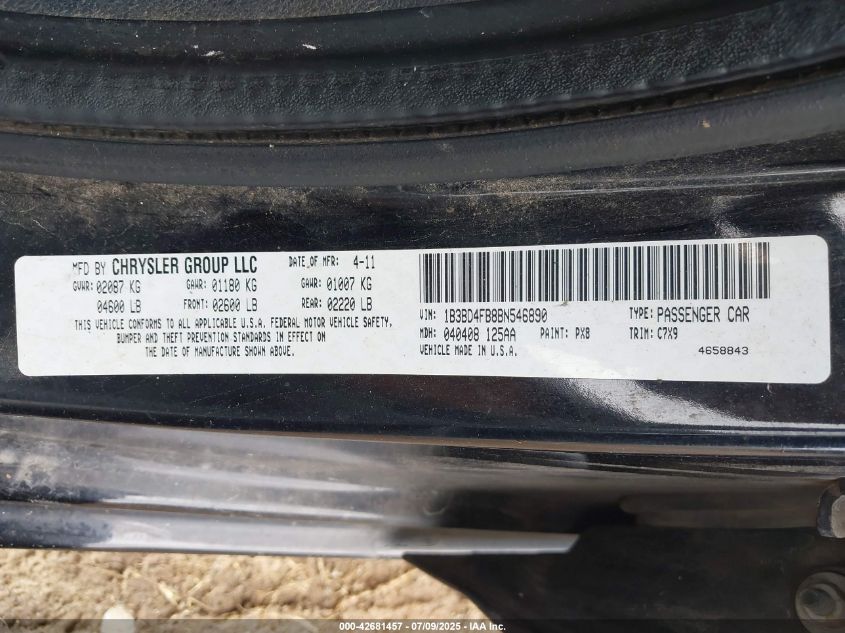 MFD BY CHRYSLER GROUP LLC DATE OF MFR: 4-11
GVWR: 02087 KG GAWR: 01180 KG GAWR: 01007 KG
04600 LB FRONT: 02600 LB REAR: 02220 LB
THIS VEHICLE CONFORMS TO ALL APPLICABLE U.S.A. FEDERAL MOTOR VEHICLE SAFETY,
BUMPER AND THEFT PREVENTION STANDARDS IN EFFECT ON
THE DATE OF MANUFACTURE SHOWN ABOVE.
VIN: 1B3BD4FB8BN546890 TYPE: PASSENGER CAR
MDH: 040408 125AA PAINT: PX8 TRIM: C7X9
VEHICLE MADE IN U.S.A. 4658843
000-42681457 / 07/09/2025 / IAA, Inc.